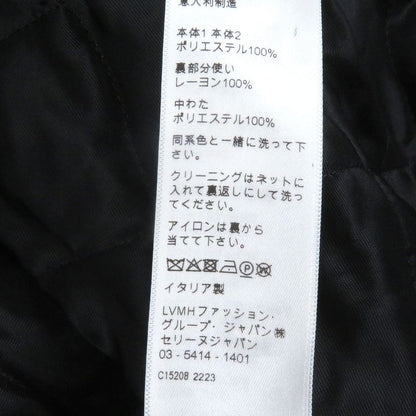 意大利制造
本体1 本体2
ポリエステル100%
裏部分使い
レーヨン100%
中わた
ポリエステル100%
同系色と一緒に洗って下
さい。
クリーニングはネットに
入れて裏返しにして洗っ
てください。
アイロンは裏から
当てて下さい。
イタリア製
LVMHファッション・
グループ・ジャパン㈱
セリーヌジャパン
03 - 5414 - 1401
C15208 2223